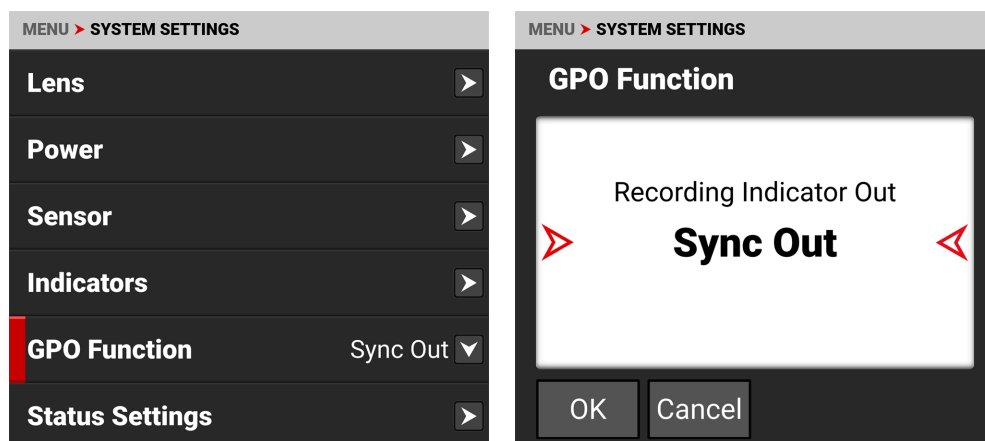 MENU ➤ SYSTEM SETTINGS
Lens
Power
Sensor
Indicators
GPO Function Sync Out
Status Settings
MENU ➤ SYSTEM SETTINGS
GPO Function
Recording Indicator Out
Sync Out
OK Cancel